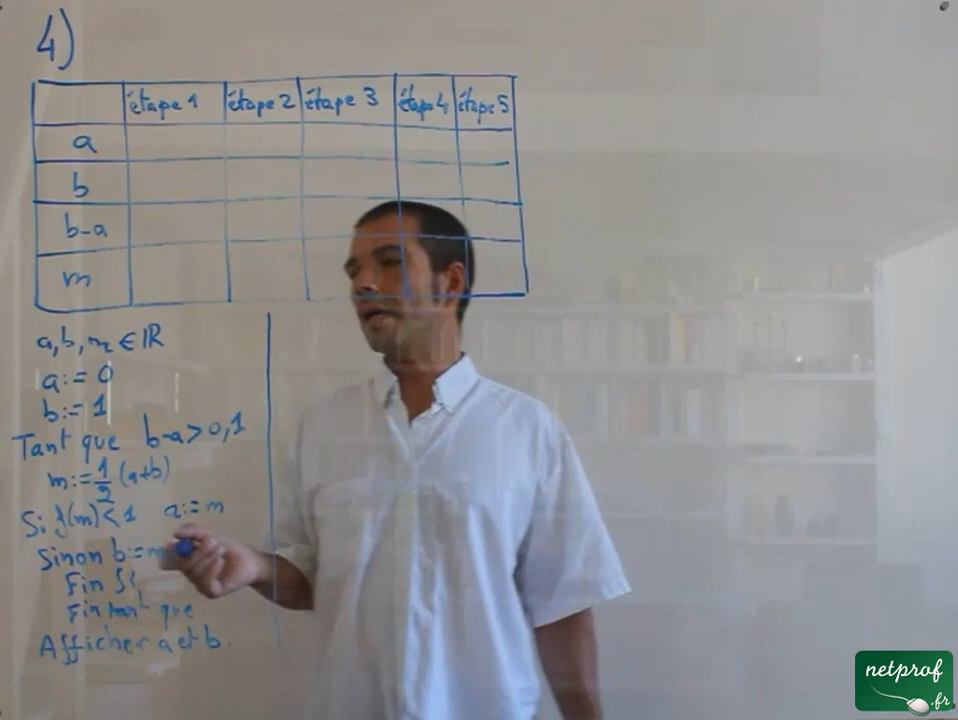 4)
étape 1 étape 2 étape 3 étape 4 étape 5
a
b
b-a
m
a, b, m ∈ ℝ
a := 0
b := 1
Tant que b-a > 0,1
m := 1/2 (a+b)
Si f(m) < 1 a := m
Sinon b := m
Fin Si
Fin tant que
Afficher a et b.
netprof
.fr